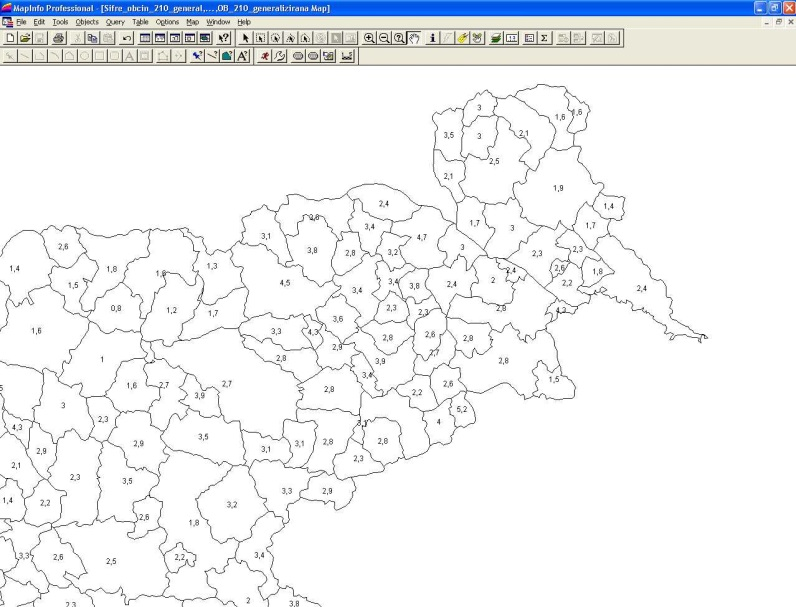 MapInfo Professional - [Sifre_obcin_210_general,...,OB_210_generalizirana Map]
File Edit Tools Objects Query Table Options Map Window Help
3 1,6 1,6
3,5 3 2,1
2,5
2,1 1,9
2,4 1,4
3,6 3,4 1,7 3 1,7
3,1 4,7
2,6 3,8 2,8 3,2 3 2,3 2,3
1,4 1,8 1,6 1,3 2,4 2,6 1,8
1,5 4,5 3,4 3,4 3,8 2,4 2 2,2 2,4
0,8 1,2 1,7 2,3 2,3 2,8 4,3
1,6 3,3 4,3 3,6 2,8 2,6 2,8
1 2,8 2,9 3,9 2,7 2,8
1,6 2,7 2,7 3,4 2,6 1,5
3,9 2,8 2,2
3 2,3 5,2
4,3 3,5 3,1 4
2,9 2,9 3,1 3,1 2,8 2,8
2,1 2,3 3,5 2,3
1,4 2,2 3,2 3,3 2,9
2,6 1,8
3,3 2,6 2,5 2,2 3,4
2,3 2 3,8